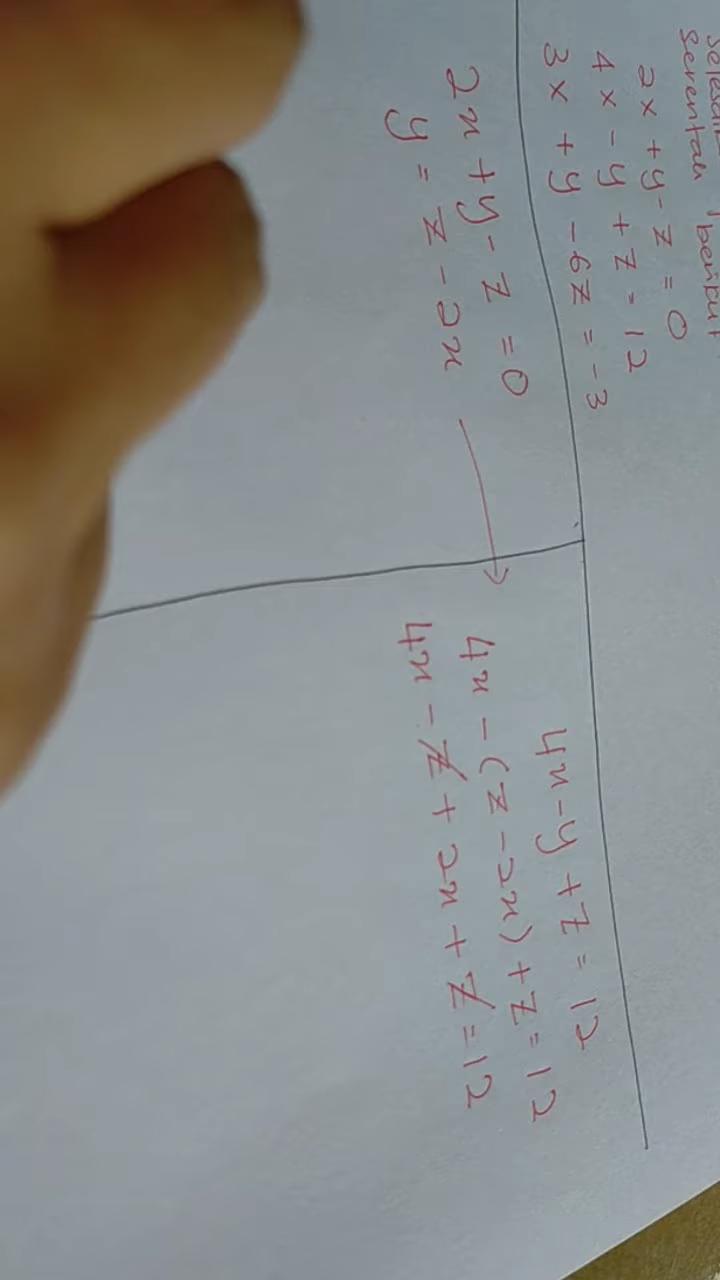 serentak berikut
2x + y - z = 0
4x - y + z = 12
3x + y - 6z = -3
2x + y - z = 0
y = z - 2x
4x - y + z = 12
4x - (z - 2x) + z = 12
4x - z + 2x + z = 12